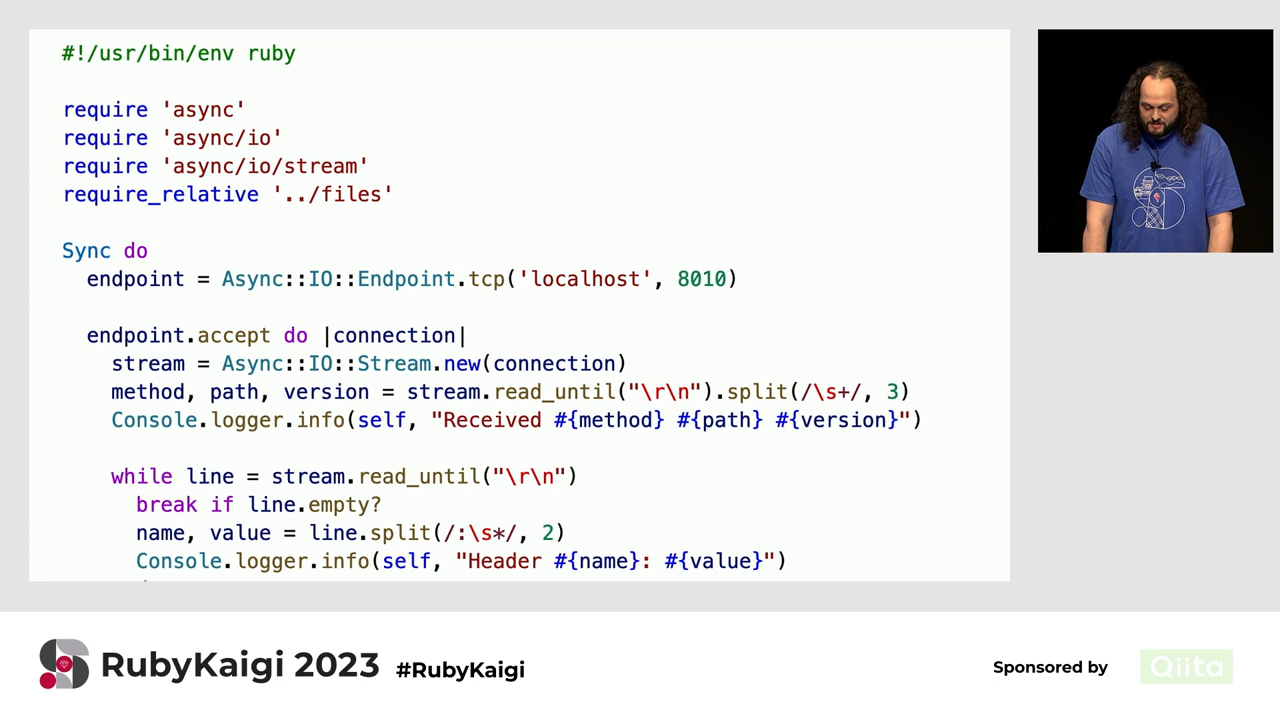 #!/usr/bin/env ruby
require 'async'
require 'async/io'
require 'async/io/stream'
require_relative '../files'
Sync do
  endpoint = Async::IO::Endpoint.tcp('localhost', 8010)
  endpoint.accept do |connection|
    stream = Async::IO::Stream.new(connection)
    method, path, version = stream.read_until("\r\n").split(/\s+/, 3)
    Console.logger.info(self, "Received #{method} #{path} #{version}")
    while line = stream.read_until("\r\n")
      break if line.empty?
      name, value = line.split(/:\s*/, 2)
      Console.logger.info(self, "Header #{name}: #{value}")
RubyKaigi 2023 #RubyKaigi
Sponsored by Qiita